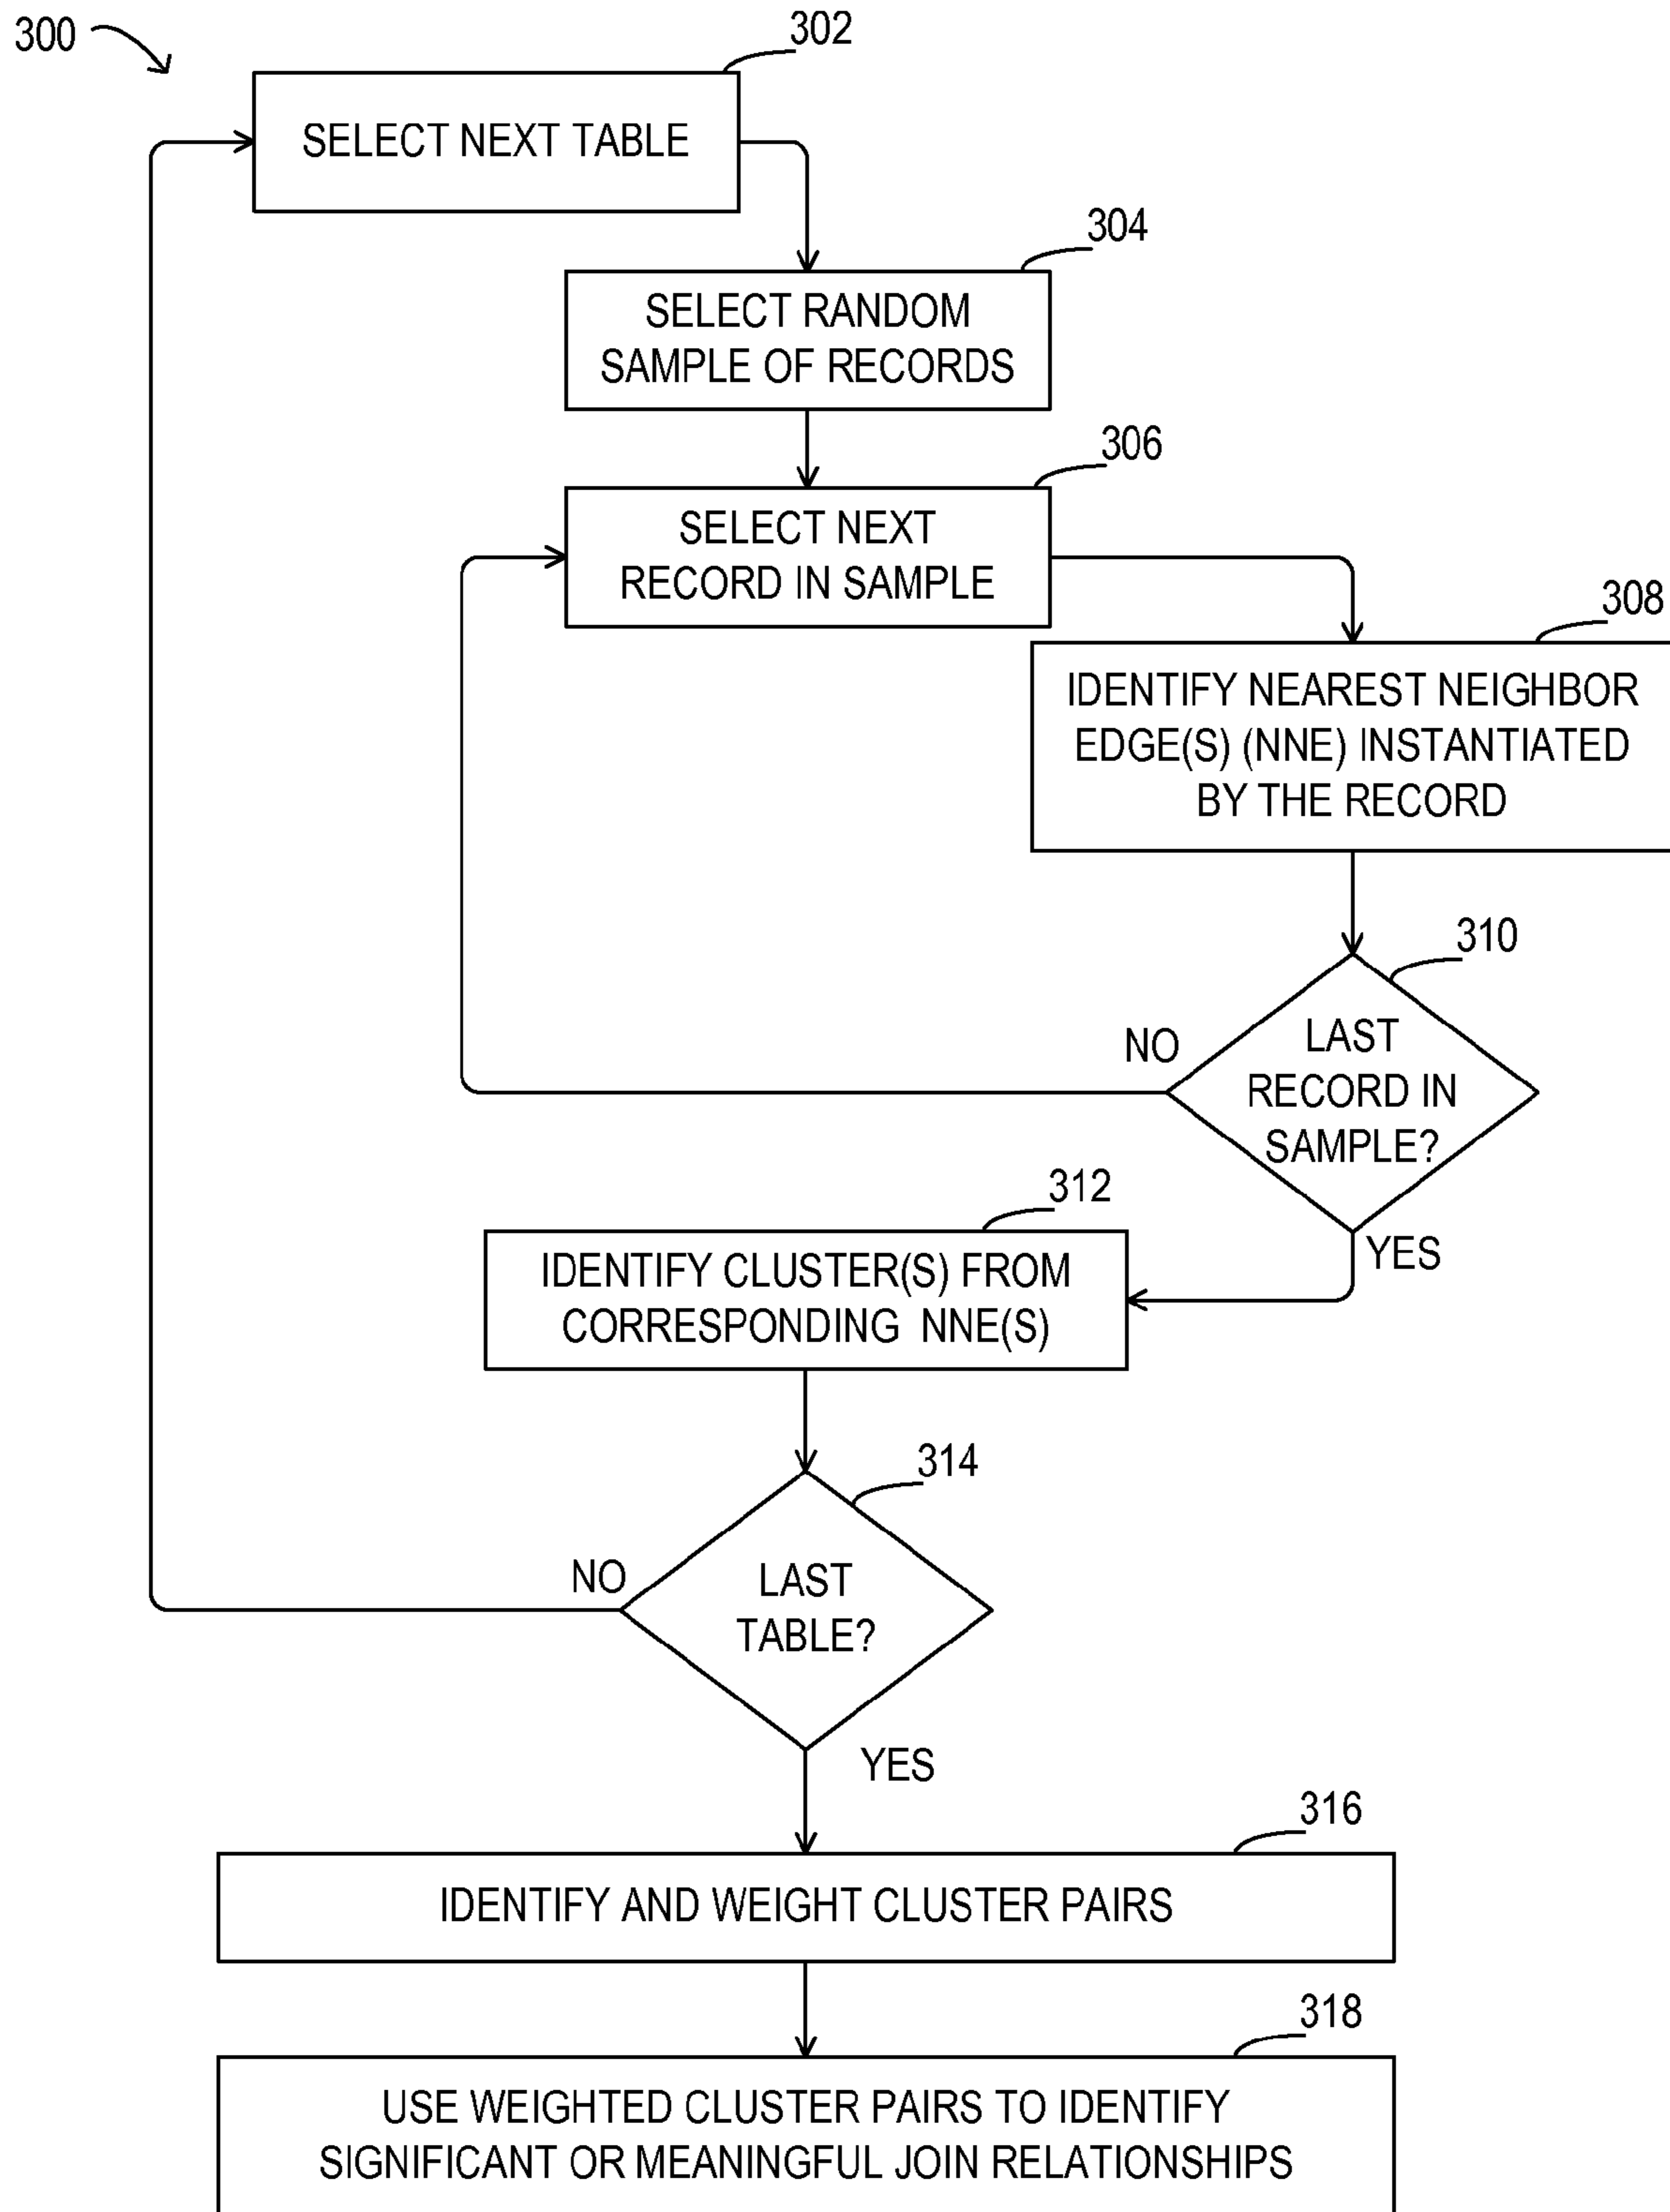 300
302
SELECT NEXT TABLE
304
SELECT RANDOM
SAMPLE OF RECORDS
306
SELECT NEXT
RECORD IN SAMPLE
308
IDENTIFY NEAREST NEIGHBOR
EDGE(S) (NNE) INSTANTIATED
BY THE RECORD
310
NO
LAST
RECORD IN
SAMPLE?
YES
312
IDENTIFY CLUSTER(S) FROM
CORRESPONDING NNE(S)
314
NO
LAST
TABLE?
YES
316
IDENTIFY AND WEIGHT CLUSTER PAIRS
318
USE WEIGHTED CLUSTER PAIRS TO IDENTIFY
SIGNIFICANT OR MEANINGFUL JOIN RELATIONSHIPS